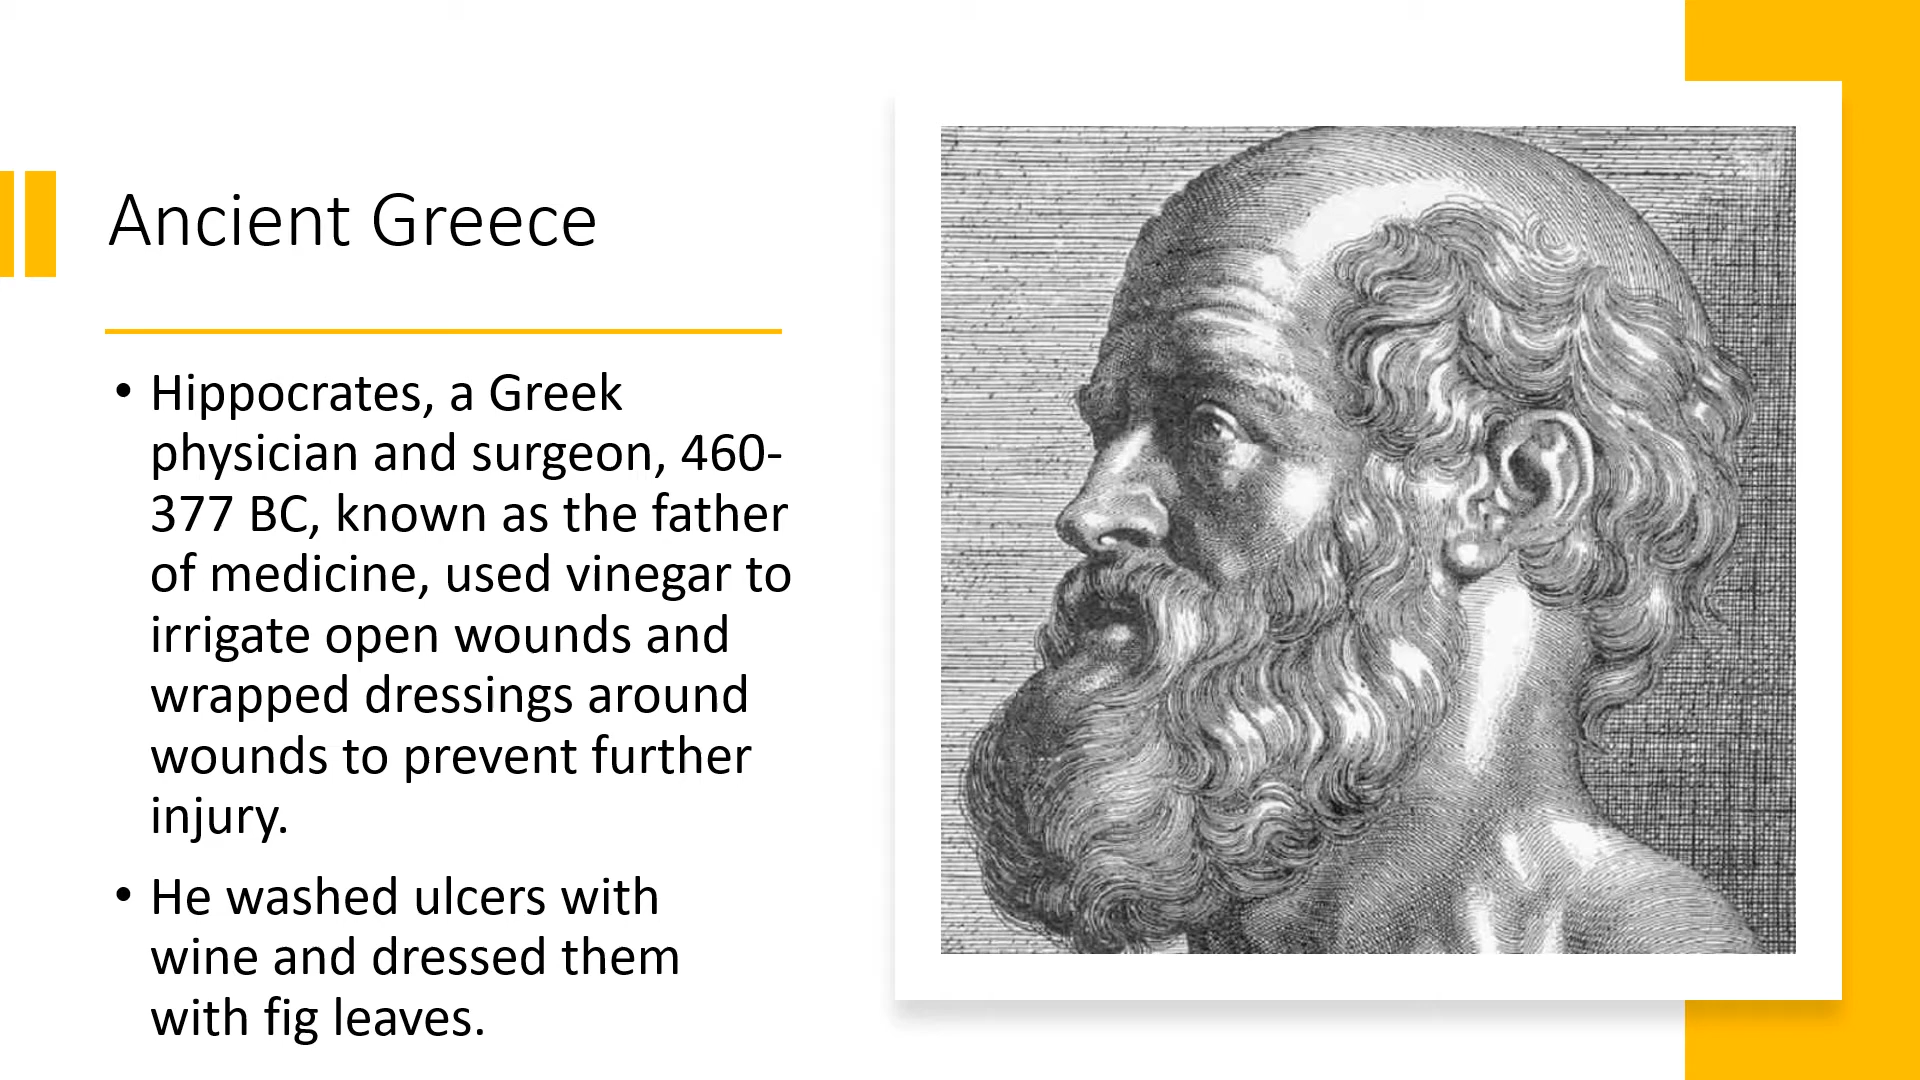 Ancient Greece
• Hippocrates, a Greek
physician and surgeon, 460-
377 BC, known as the father
of medicine, used vinegar to
irrigate open wounds and
wrapped dressings around
wounds to prevent further
injury.
• He washed ulcers with
wine and dressed them
with fig leaves.